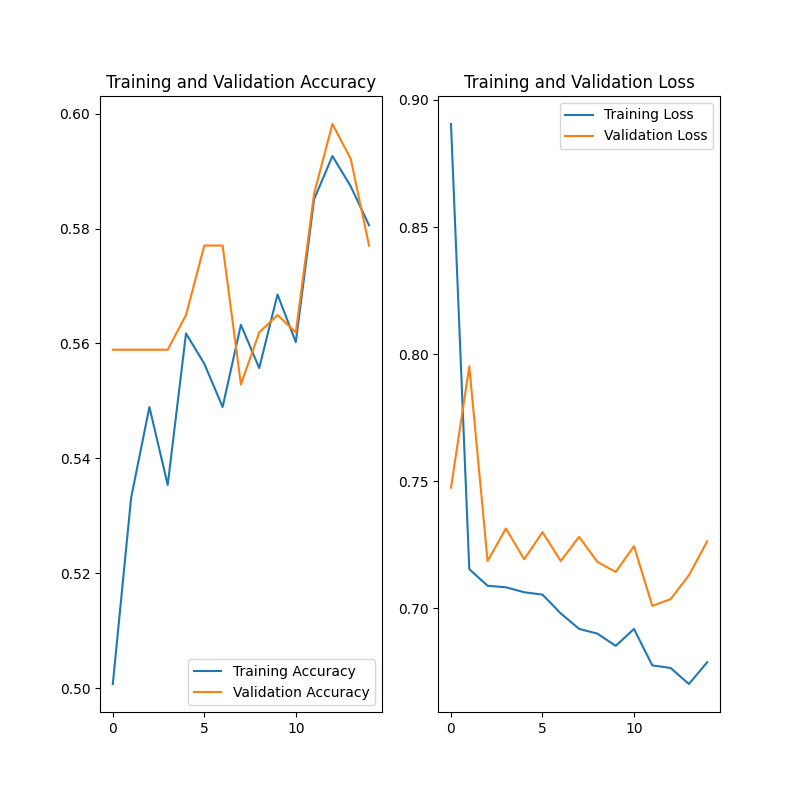 Training and Validation Accuracy
0.60
0.58
0.56
0.54
0.52
0.50
0
5
10
Training Accuracy
Validation Accuracy
Training and Validation Loss
0.90
0.85
0.80
0.75
0.70
0
5
10
Training Loss
Validation Loss